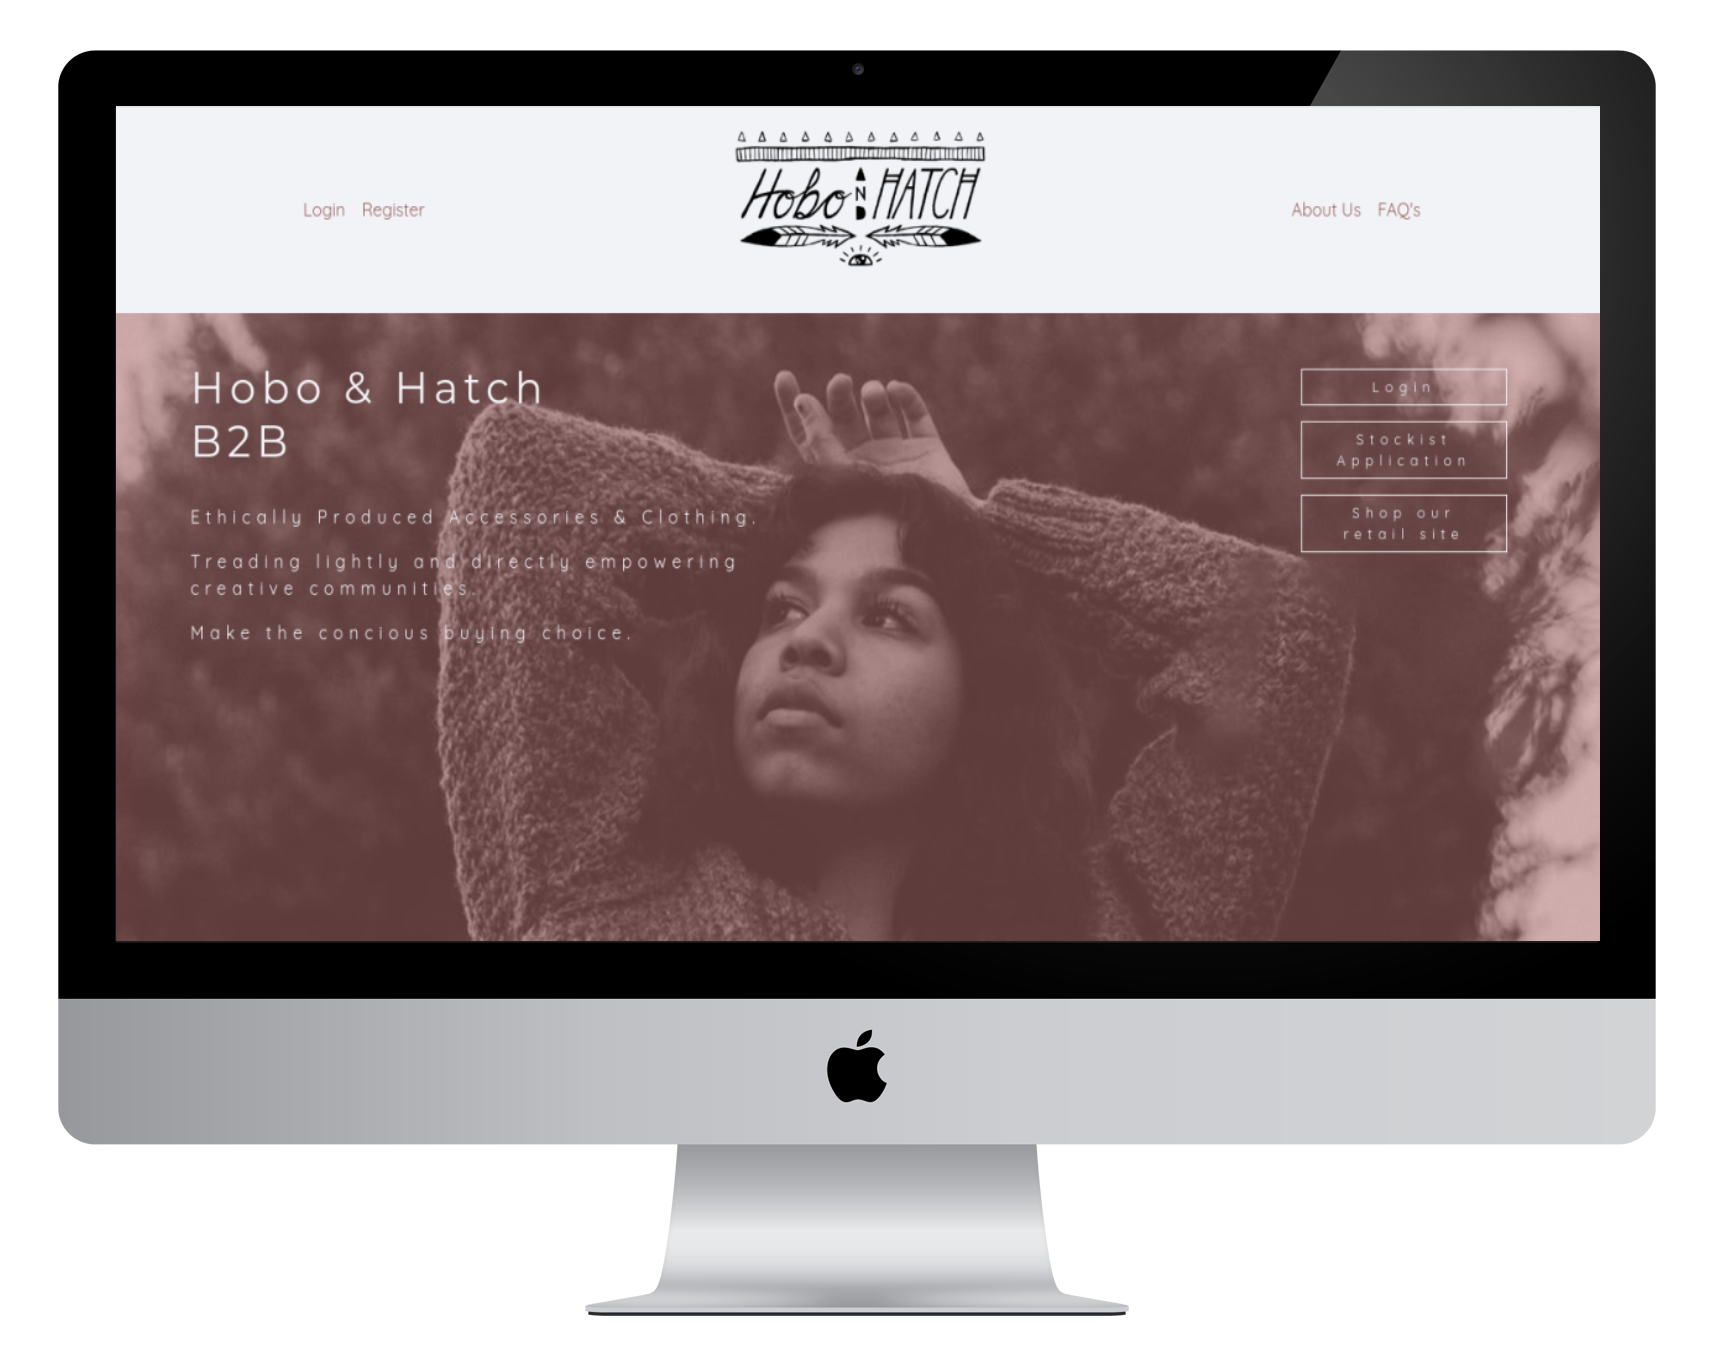 Hobo AND HATCH
Login Register
About Us FAQ's
Hobo & Hatch
B2B
Ethically Produced Accessories & Clothing.
Treading lightly and directly empowering
creative communities.
Make the concious buying choice.
Login
Stockist
Application
Shop our
retail site